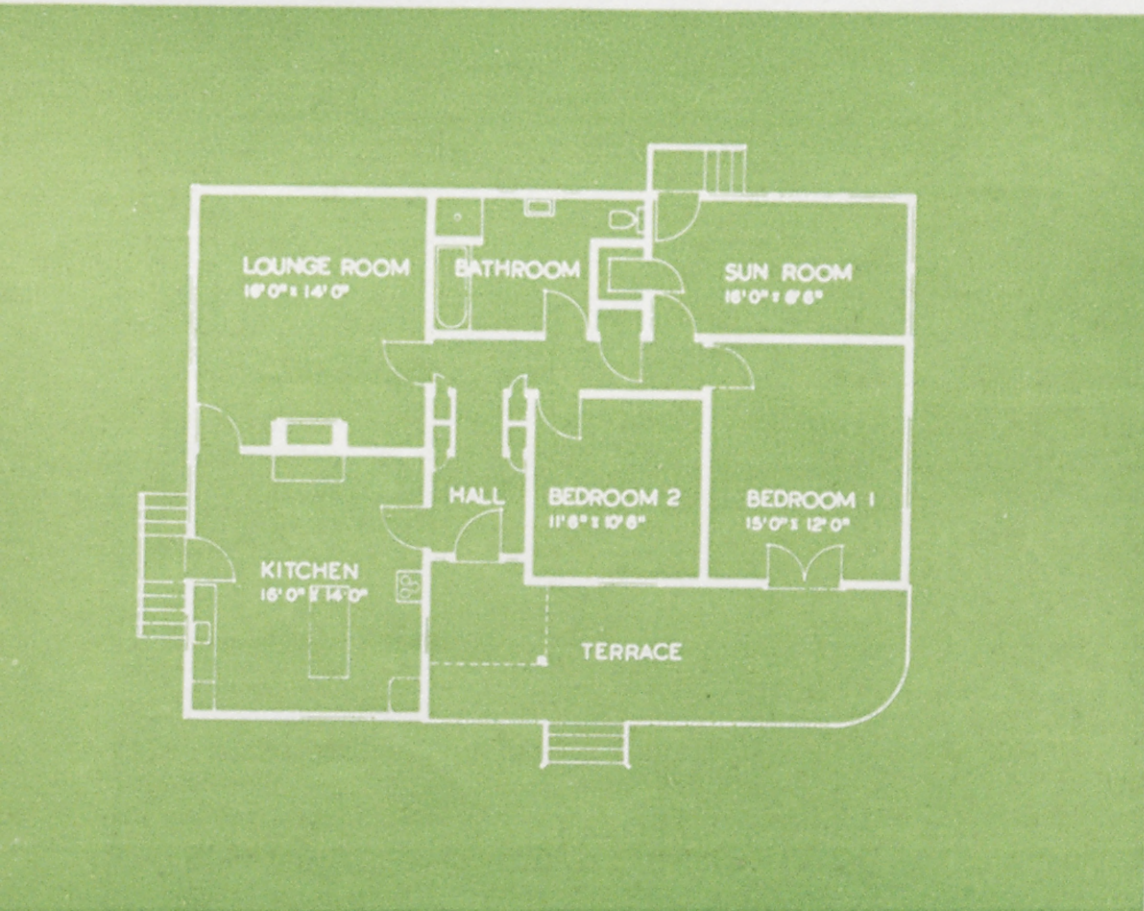 LOUNGE ROOM
16'0" x 14'0"
BATHROOM
SUN ROOM
16'0" x 8'6"
HALL
BEDROOM 2
11'6" x 10'6"
BEDROOM 1
15'0" x 12'0"
KITCHEN
16'0" x 14'0"
TERRACE